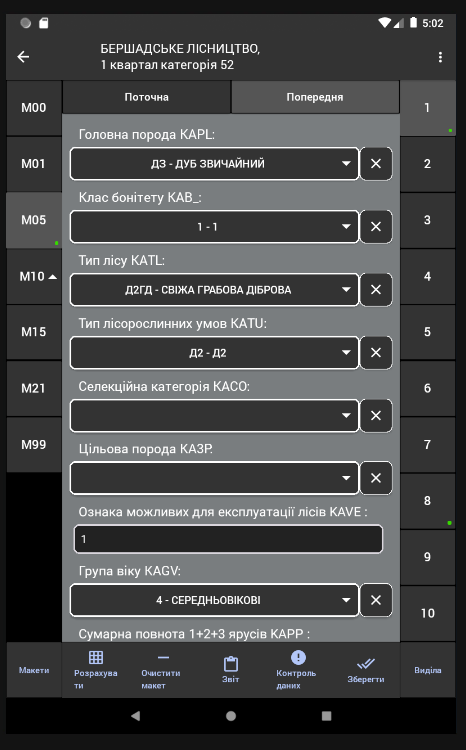 5:02
БЕРШАДСЬКЕ ЛІСНИЦТВО,
1 квартал категорія 52
M00
M01
M05
M10
M15
M21
M99
Поточна
Попередня
Головна порода KAPL:
ДЗ - ДУБ ЗВИЧАЙНИЙ
Клас бонітету KAB_:
1 - 1
Тип лісу KATL:
Д2ГД - СВІЖА ГРАБОВА ДІБРОВА
Тип лісорослинних умов KATU:
Д2 - Д2
Селекційна категорія KACO:
Цільова порода KA3P:
Ознака можливих для експлуатації лісів KAVE :
1
Група віку KAGV:
4 - СЕРЕДНЬОВІКОВІ
Сумарна повнота 1+2+3 ярусів KAPP :
1
2
3
4
5
6
7
8
9
10
Макети
Розрахува
ти
Очистити
макет
Звіт
Контроль
даних
Зберегти
Виділа